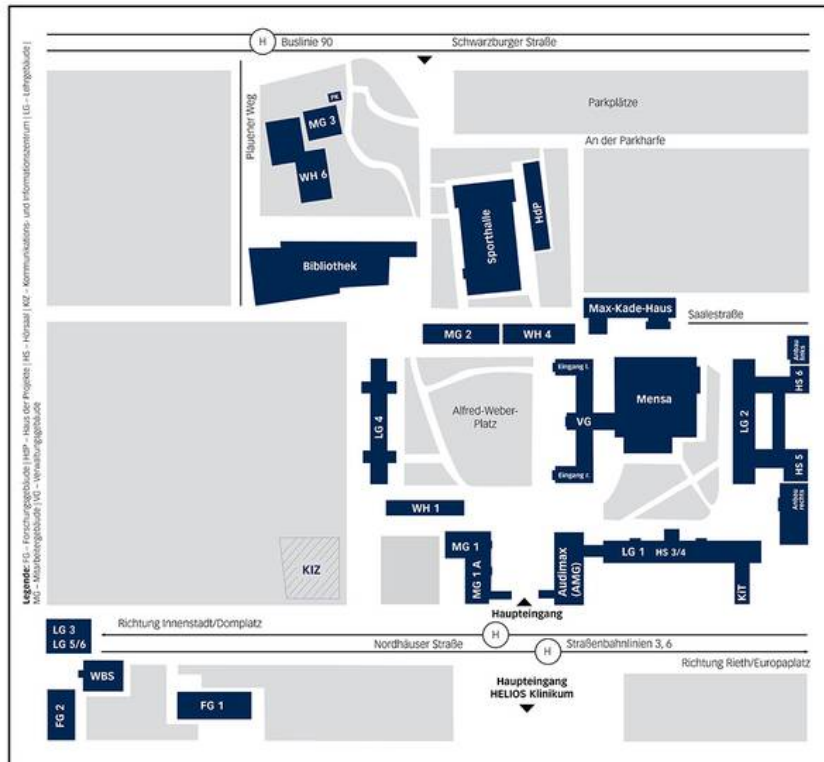 H Buslinie 90 Schwarzburger Straße
Parkplätze
An der Parkharfe
Plauener Weg
PK
MG 3
WH 6
Bibliothek
Sporthalle
HdP
Max-Kade-Haus
Saalestraße
MG 2
WH 4
LG 4
Alfred-Weber-
Platz
Eingang l.
VG
Eingang r.
Mensa
LG 2
Anbau
links
HS 6
HS 5
Anbau
rechts
WH 1
KIZ
MG 1
MG 1 A
Audimax
(AMG)
LG 1 HS 3/4
KiT
Haupteingang
LG 3
LG 5/6
Richtung Innenstadt/Domplatz
H
Nordhäuser Straße
H
Straßenbahnlinien 3, 6
Richtung Rieth/Europaplatz
WBS
FG 2
FG 1
Haupteingang
HELIOS Klinikum
Legende: FG – Forschungsgebäude | HdP – Haus der Projekte | HS – Hörsaal | KIZ – Kommunikations- und Informationszentrum | LG – Lehrgebäude |
MG – Mitarbeitergebäude | VG – Verwaltungsgebäude